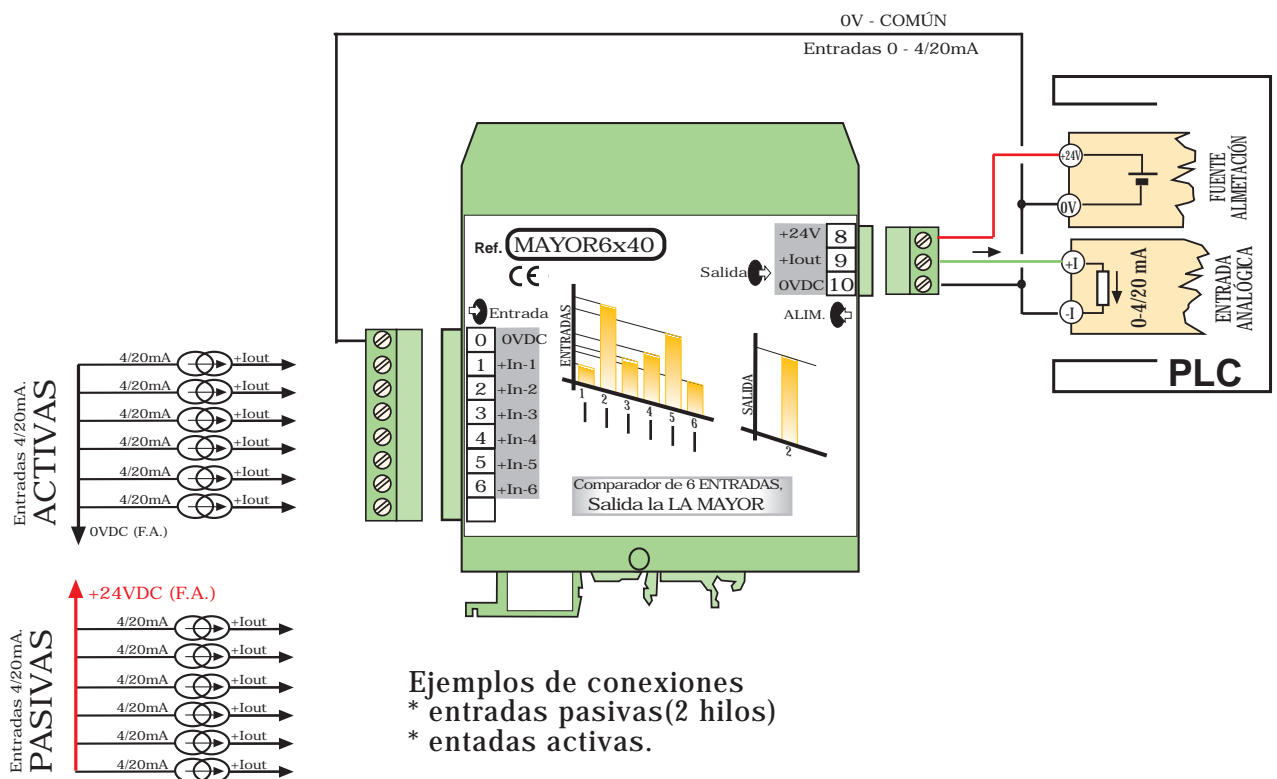 0V - COMÚN
Entradas 0 - 4/20mA
+24V
0V
FUENTE
ALIMETACIÓN
+I
-I
0-4/20 mA
ENTRADA
ANALÓGICA
PLC
Ref. MAYOR6x40
CE
+24V 8
+Iout 9
0VDC 10
Salida
ALIM.
Entrada
0 0VDC
1 +In-1
2 +In-2
3 +In-3
4 +In-4
5 +In-5
6 +In-6
ENTRADAS
1 2 3 4 5 6
SALIDA
2
Comparador de 6 ENTRADAS,
Salida la LA MAYOR
Entradas 4/20mA.
ACTIVAS
4/20mA +Iout
4/20mA +Iout
4/20mA +Iout
4/20mA +Iout
4/20mA +Iout
4/20mA +Iout
0VDC (F.A.)
+24VDC (F.A.)
Entradas 4/20mA.
PASIVAS
4/20mA +Iout
4/20mA +Iout
4/20mA +Iout
4/20mA +Iout
4/20mA +Iout
4/20mA +Iout
Ejemplos de conexiones
* entradas pasivas(2 hilos)
* entadas activas.